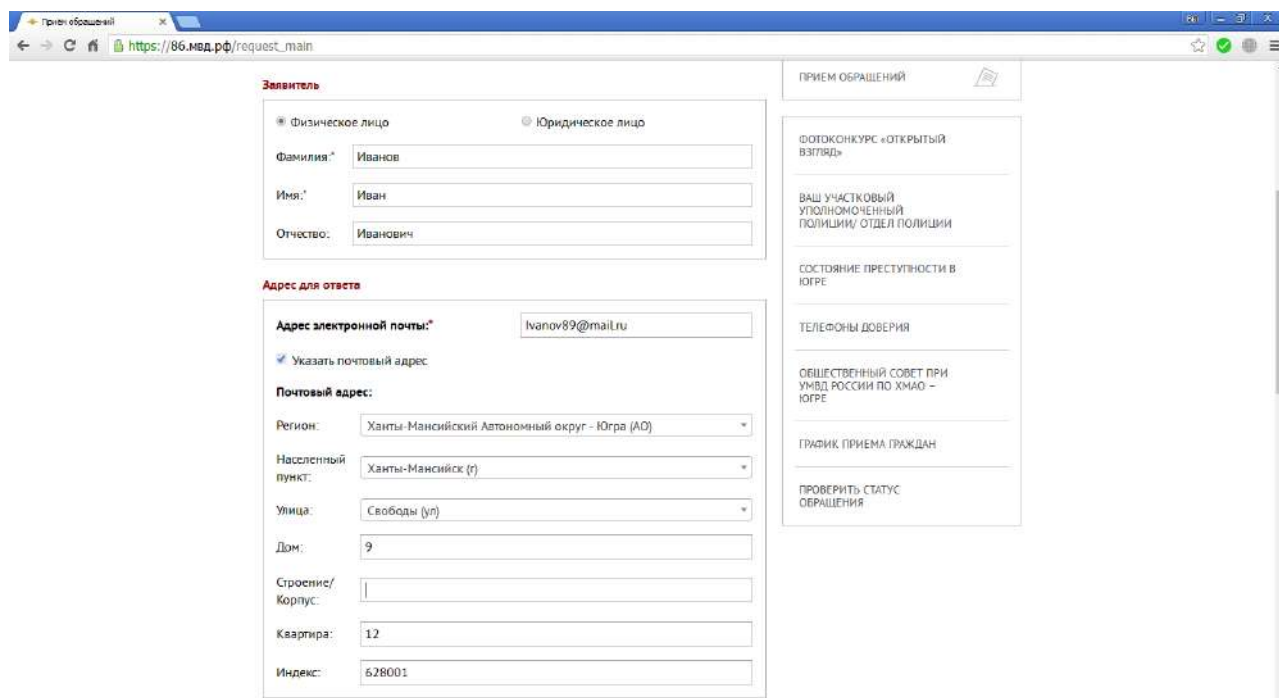 Прием обращений
https://86.мвд.рф/request_main
Заявитель
Физическое лицо
Юридическое лицо
Фамилия:*
Иванов
Имя:*
Иван
Отчество:
Иванович
Адрес для ответа
Адрес электронной почты:*
Ivanov89@mail.ru
Указать почтовый адрес
Почтовый адрес:
Регион:
Ханты-Мансийский Автономный округ - Югра (АО)
Населенный
пункт:
Ханты-Мансийск (г)
Улица:
Свободы (ул)
Дом:
9
Строение/
Корпус:
Квартира:
12
Индекс:
628001
ПРИЕМ ОБРАЩЕНИЙ
ФОТОКОНКУРС «ОТКРЫТЫЙ
ВЗГЛЯД»
ВАШ УЧАСТКОВЫЙ
УПОЛНОМОЧЕННЫЙ
ПОЛИЦИИ/ ОТДЕЛ ПОЛИЦИИ
СОСТОЯНИЕ ПРЕСТУПНОСТИ В
ЮГРЕ
ТЕЛЕФОНЫ ДОВЕРИЯ
ОБЩЕСТВЕННЫЙ СОВЕТ ПРИ
УМВД РОССИИ ПО ХМАО –
ЮГРЕ
ГРАФИК ПРИЕМА ГРАЖДАН
ПРОВЕРИТЬ СТАТУС
ОБРАЩЕНИЯ